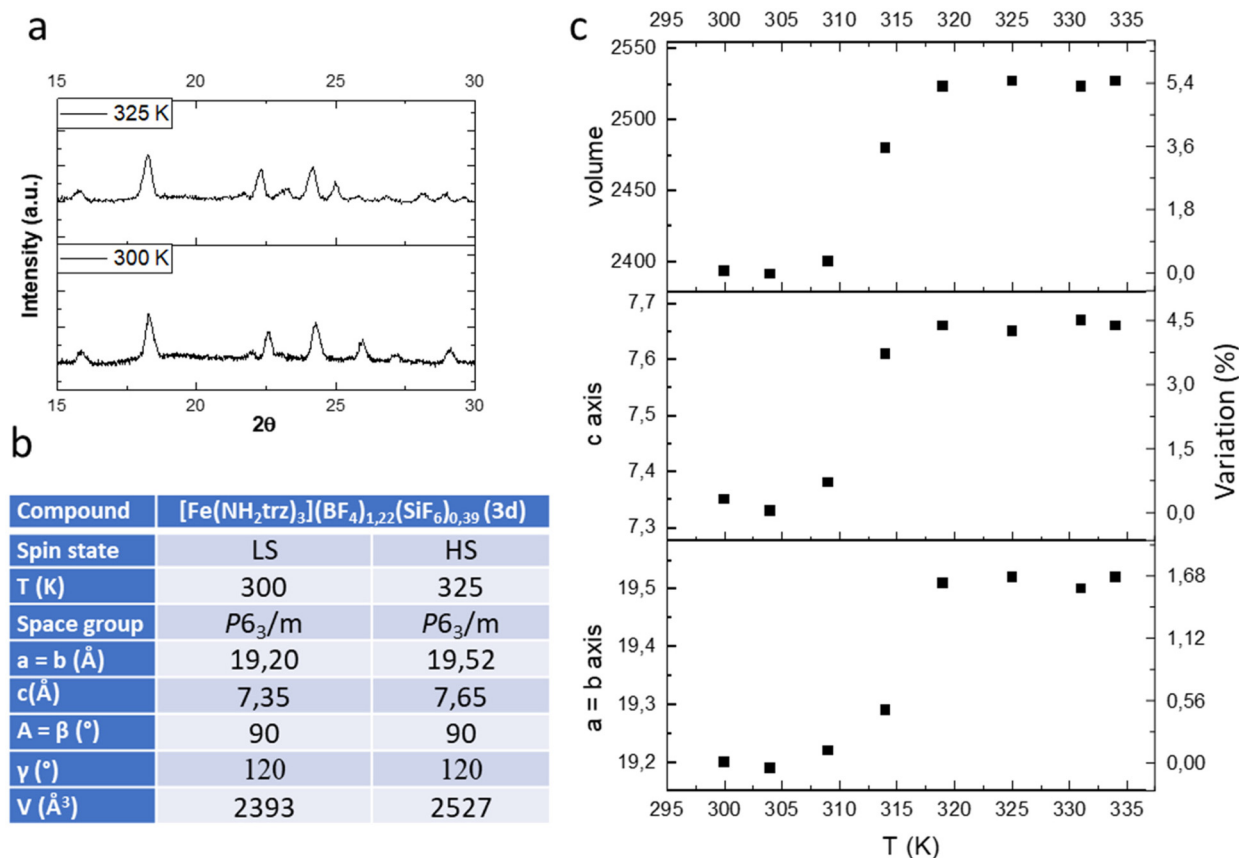 a
15 20 25 30
325 K
300 K
Intensity (a.u.)
15 20 25 30
2θ
b
Compound [Fe(NH₂trz)₃](BF₄)₁,₂₂(SiF₆)₀,₃₉ (3d)
Spin state LS HS
T (K) 300 325
Space group P6₃/m P6₃/m
a = b (Å) 19,20 19,52
c(Å) 7,35 7,65
A = β (°) 90 90
γ (°) 120 120
V (Å³) 2393 2527
c
295 300 305 310 315 320 325 330 335
2550
2500
2450
2400
volume
5,4
3,6
1,8
0,0
7,7
7,6
7,5
7,4
7,3
c axis
4,5
3,0
1,5
0,0
Variation (%)
19,5
19,4
19,3
19,2
a = b axis
1,68
1,12
0,56
0,00
295 300 305 310 315 320 325 330 335
T (K)